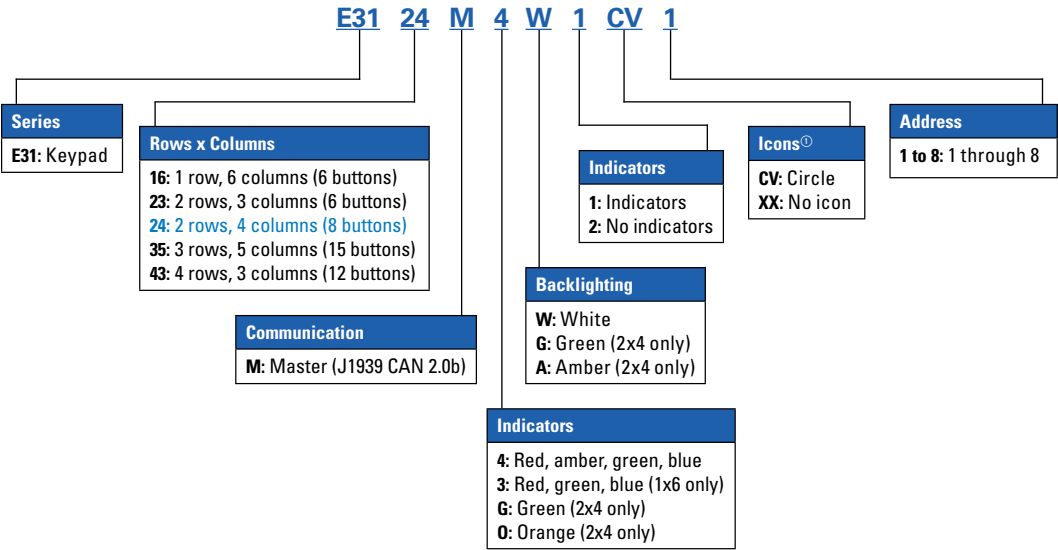 E31 24 M 4 W 1 CV 1
Series
E31: Keypad
Rows x Columns
16: 1 row, 6 columns (6 buttons)
23: 2 rows, 3 columns (6 buttons)
24: 2 rows, 4 columns (8 buttons)
35: 3 rows, 5 columns (15 buttons)
43: 4 rows, 3 columns (12 buttons)
Communication
M: Master (J1939 CAN 2.0b)
Indicators
4: Red, amber, green, blue
3: Red, green, blue (1x6 only)
G: Green (2x4 only)
O: Orange (2x4 only)
Backlighting
W: White
G: Green (2x4 only)
A: Amber (2x4 only)
Indicators
1: Indicators
2: No indicators
Icons①
CV: Circle
XX: No icon
Address
1 to 8: 1 through 8